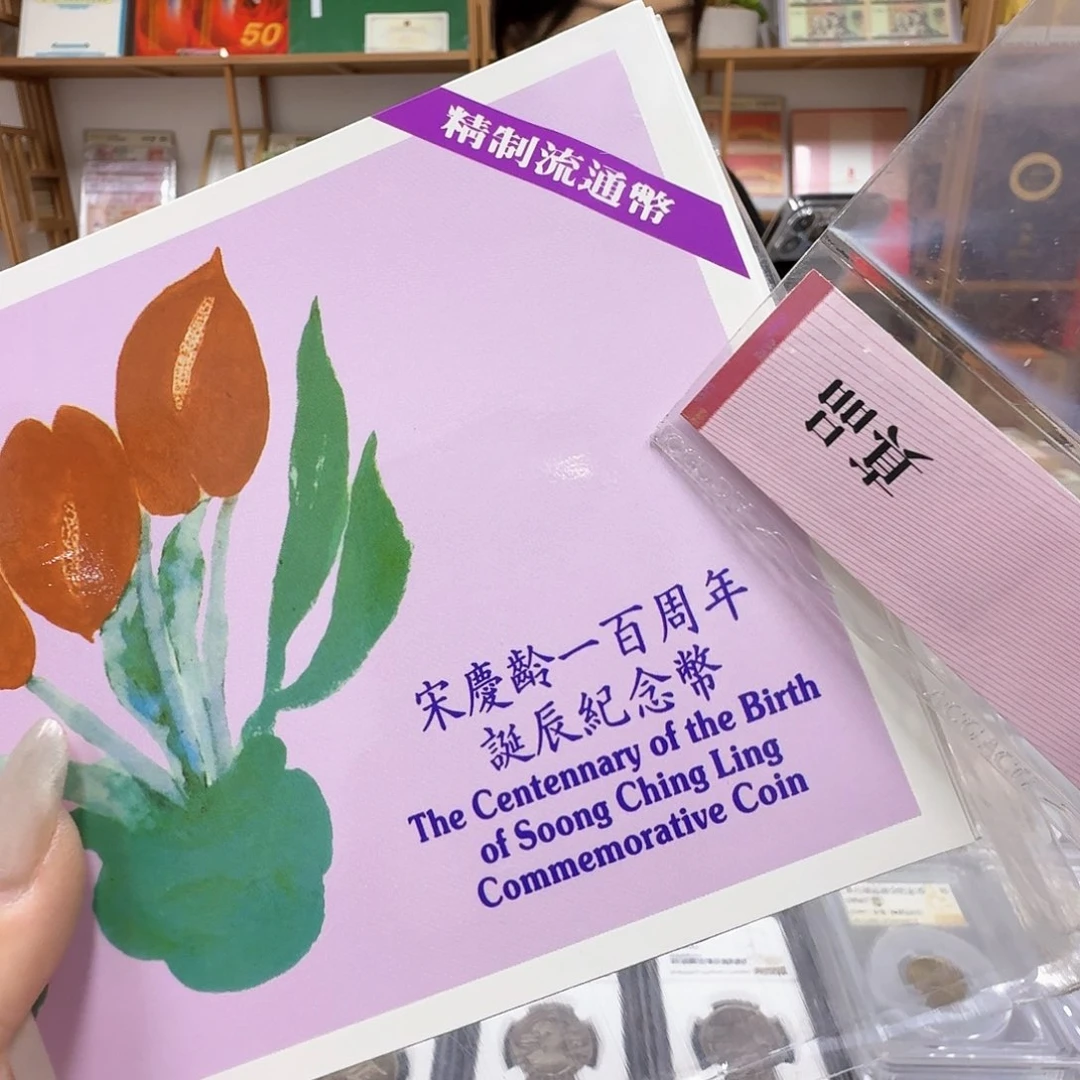 50
精制流通幣
真品
宋慶齡一百周年
誕辰紀念幣
The Centennary of the Birth
of Soong Ching Ling
Commemorative Coin